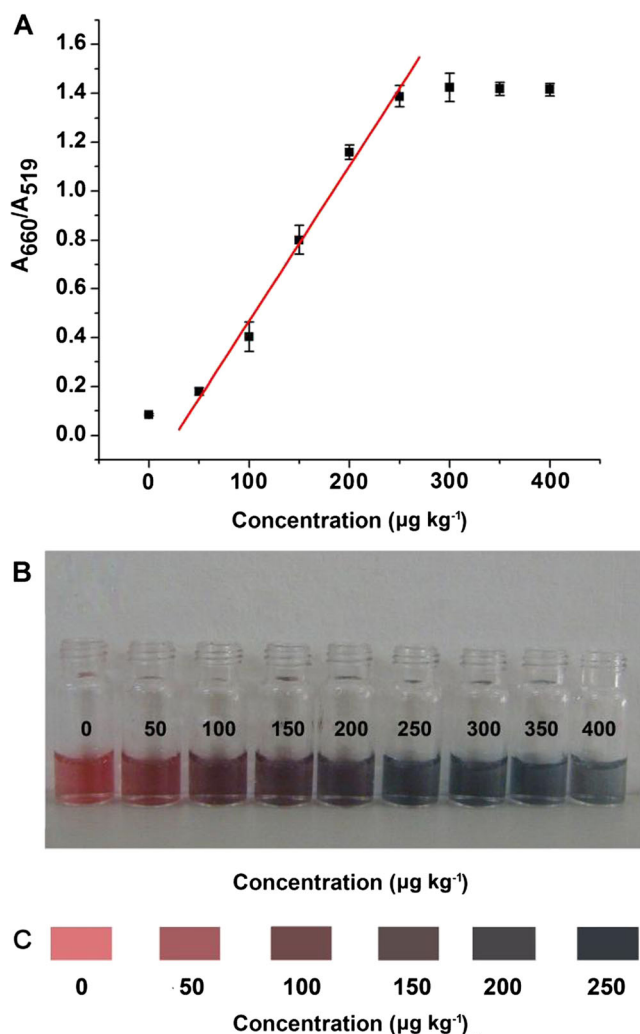 A
1.6
1.4
1.2
1.0
0.8
0.6
0.4
0.2
0.0
A660/A519
0 100 200 300 400
Concentration (µg kg⁻¹)
B
0 50 100 150 200 250 300 350 400
Concentration (µg kg⁻¹)
C
0 50 100 150 200 250
Concentration (µg kg⁻¹)